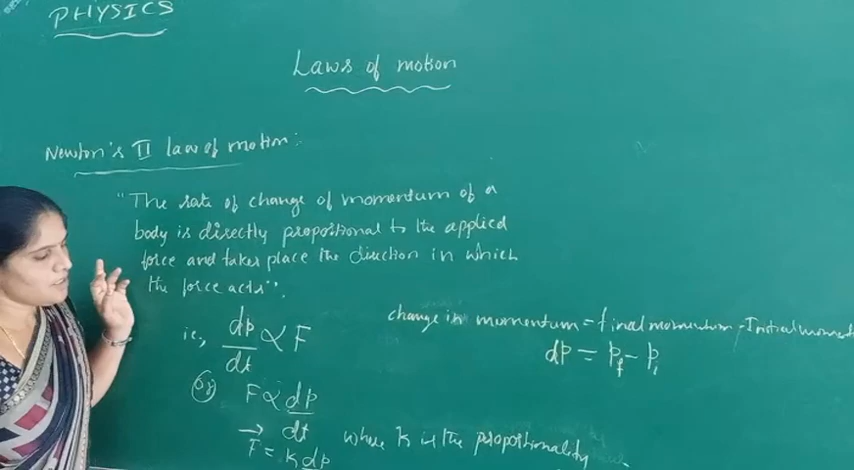 PHYSICS
Laws of motion
Newton's II law of motion:
"The rate of change of momentum of a
body is directly proportional to the applied
force and takes place the direction in which
the force acts".
ie, dp/dt ∝ F
change in momentum = final momentum - Initial moment
dp = pf - pi
(or) F ∝ dp/dt
F⃗ = k dp
where k is the proportionality